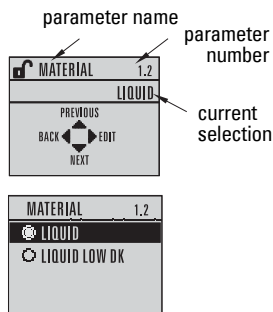 parameter name
parameter number
MATERIAL 1.2
LIQUID
current selection
PREVIOUS
BACK EDIT
NEXT
MATERIAL 1.2
LIQUID
LIQUID LOW DK